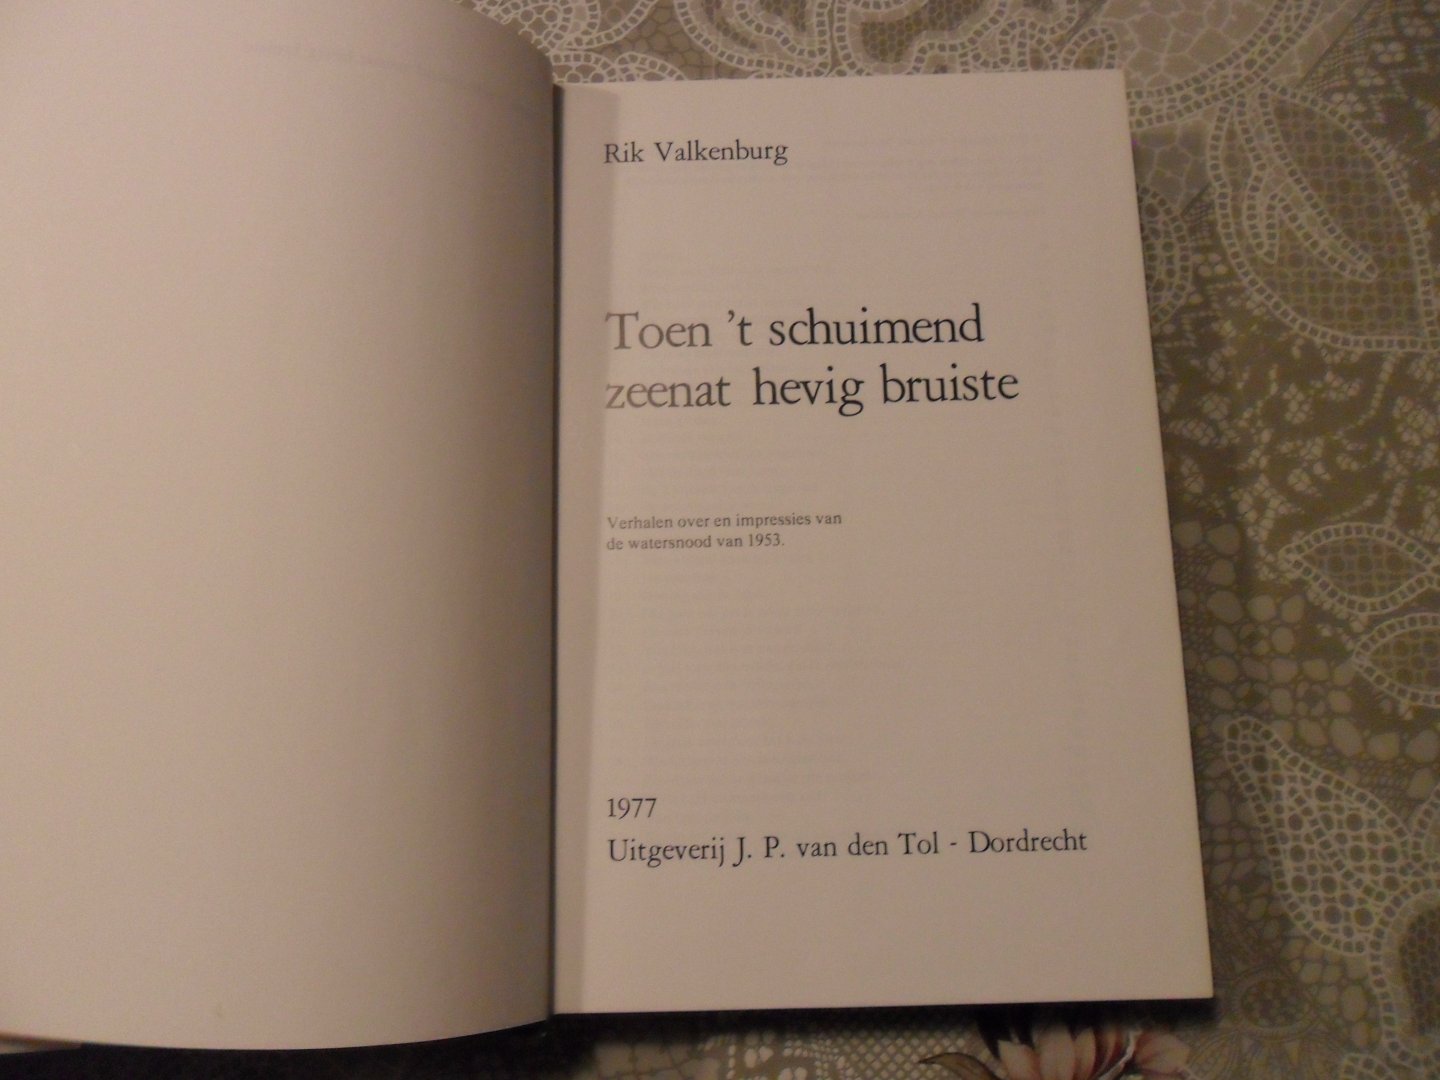 Rik Valkenburg
Toen 't schuimend
zeenat hevig bruiste
Verhalen over en impressies van
de watersnood van 1953.
1977
Uitgeverij J. P. van den Tol - Dordrecht